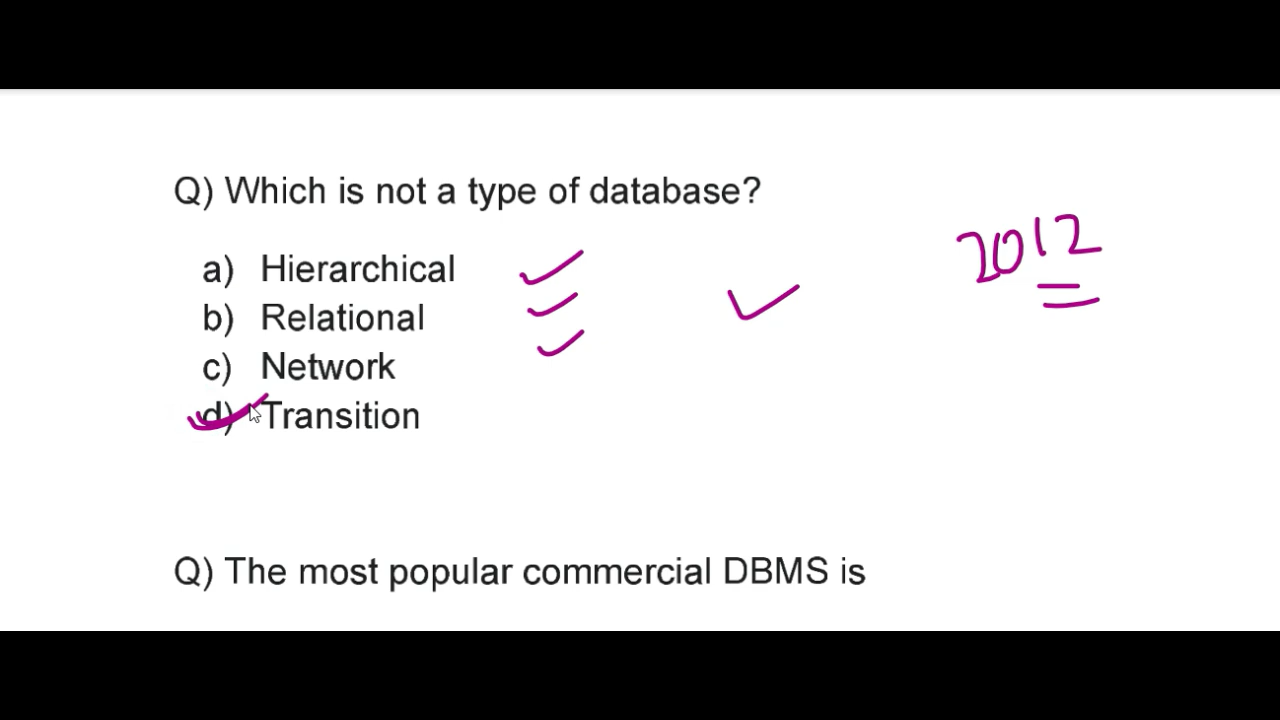 Q) Which is not a type of database?
2012
a) Hierarchical
b) Relational
c) Network
d) Transition
Q) The most popular commercial DBMS is